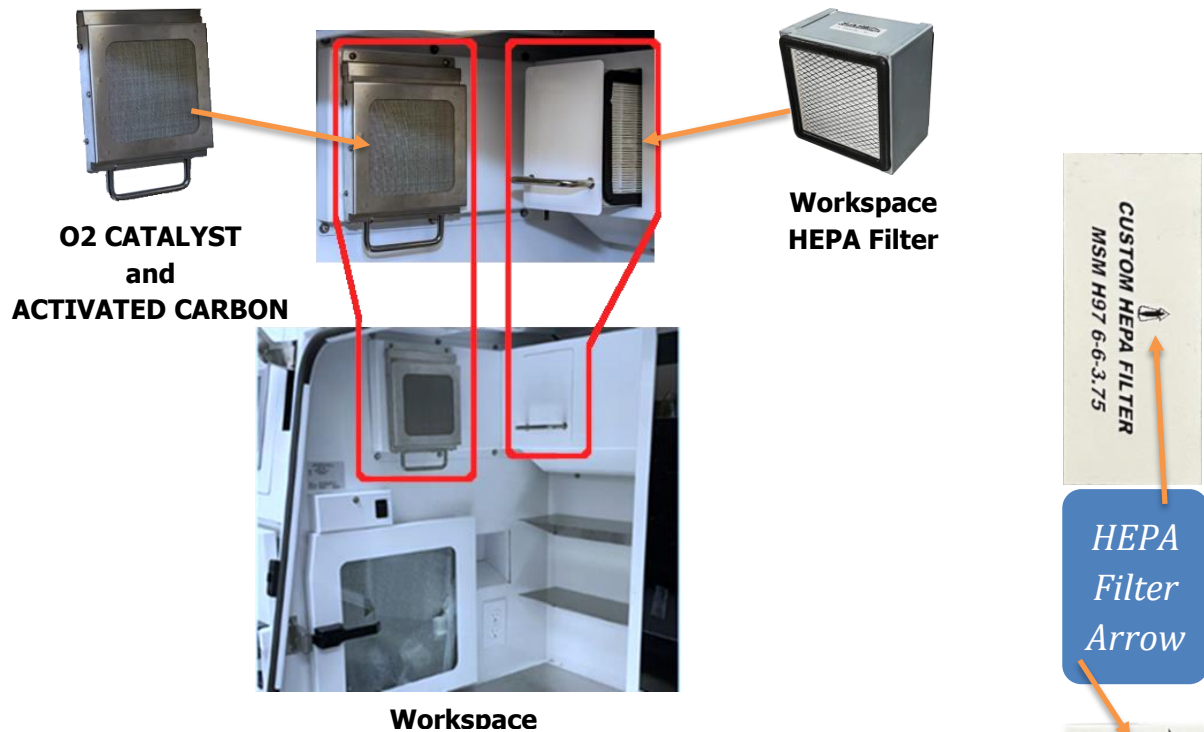 O2 CATALYST
and
ACTIVATED CARBON
Workspace
HEPA Filter
CUSTOM HEPA FILTER
MSM H97 6-6-3.75
HEPA
Filter
Arrow
Workspace